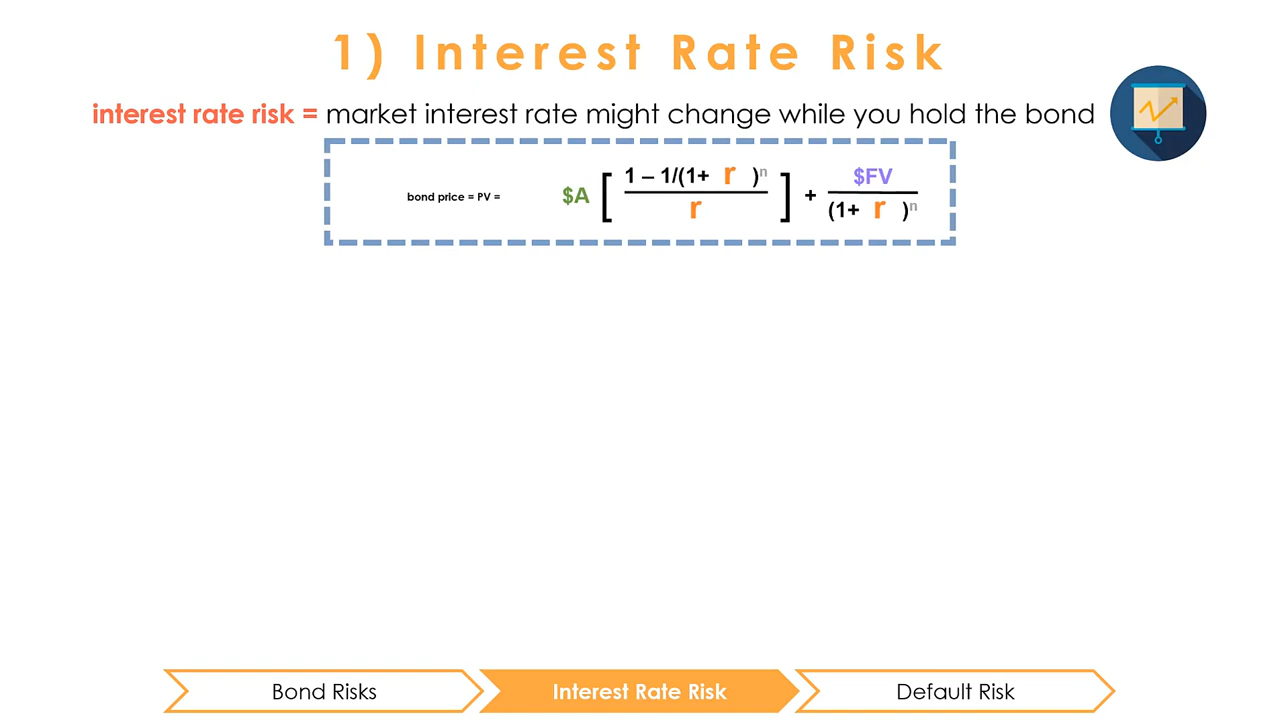 1) Interest Rate Risk
interest rate risk = market interest rate might change while you hold the bond
bond price = PV = $A [ (1 – 1/(1+ r )ⁿ) / r ] + $FV / (1+ r )ⁿ
Bond Risks
Interest Rate Risk
Default Risk